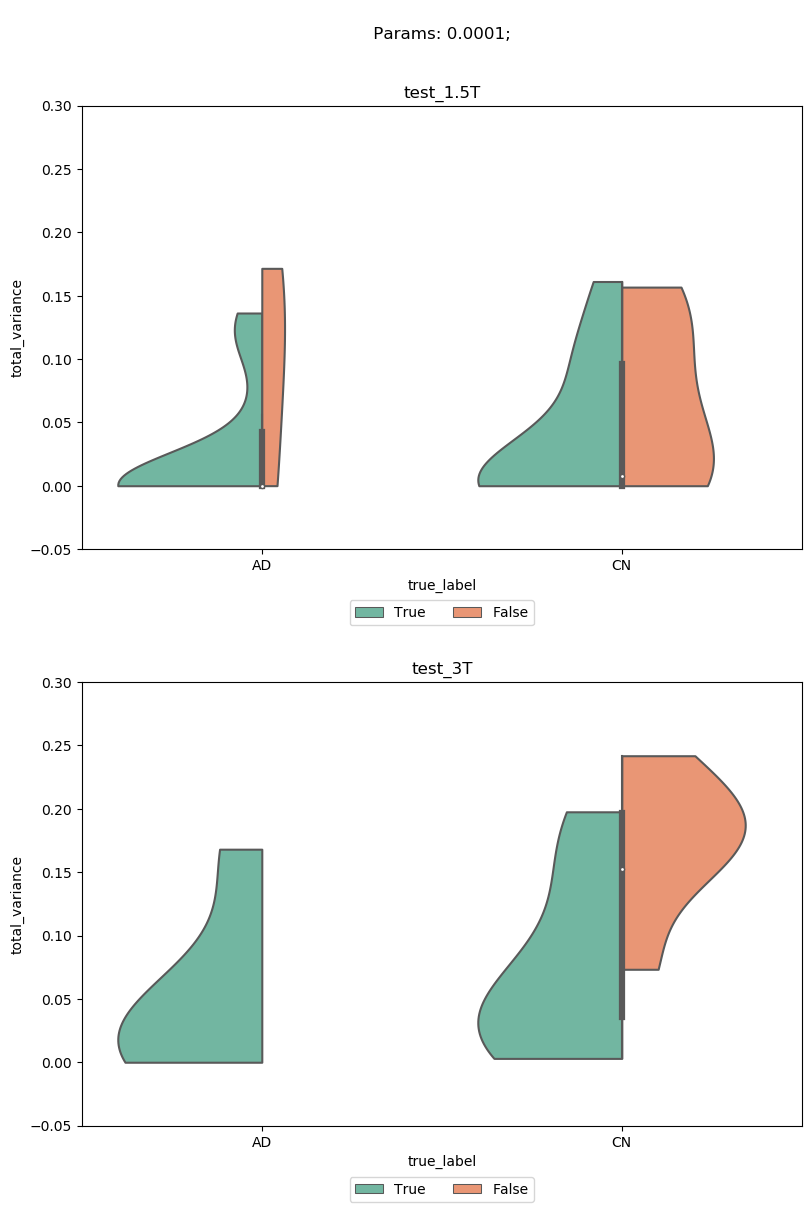 Params: 0.0001;
test_1.5T
0.30
0.25
0.20
0.15
0.10
0.05
0.00
−0.05
total_variance
AD CN
true_label
True False
test_3T
0.30
0.25
0.20
0.15
0.10
0.05
0.00
−0.05
total_variance
AD CN
true_label
True False